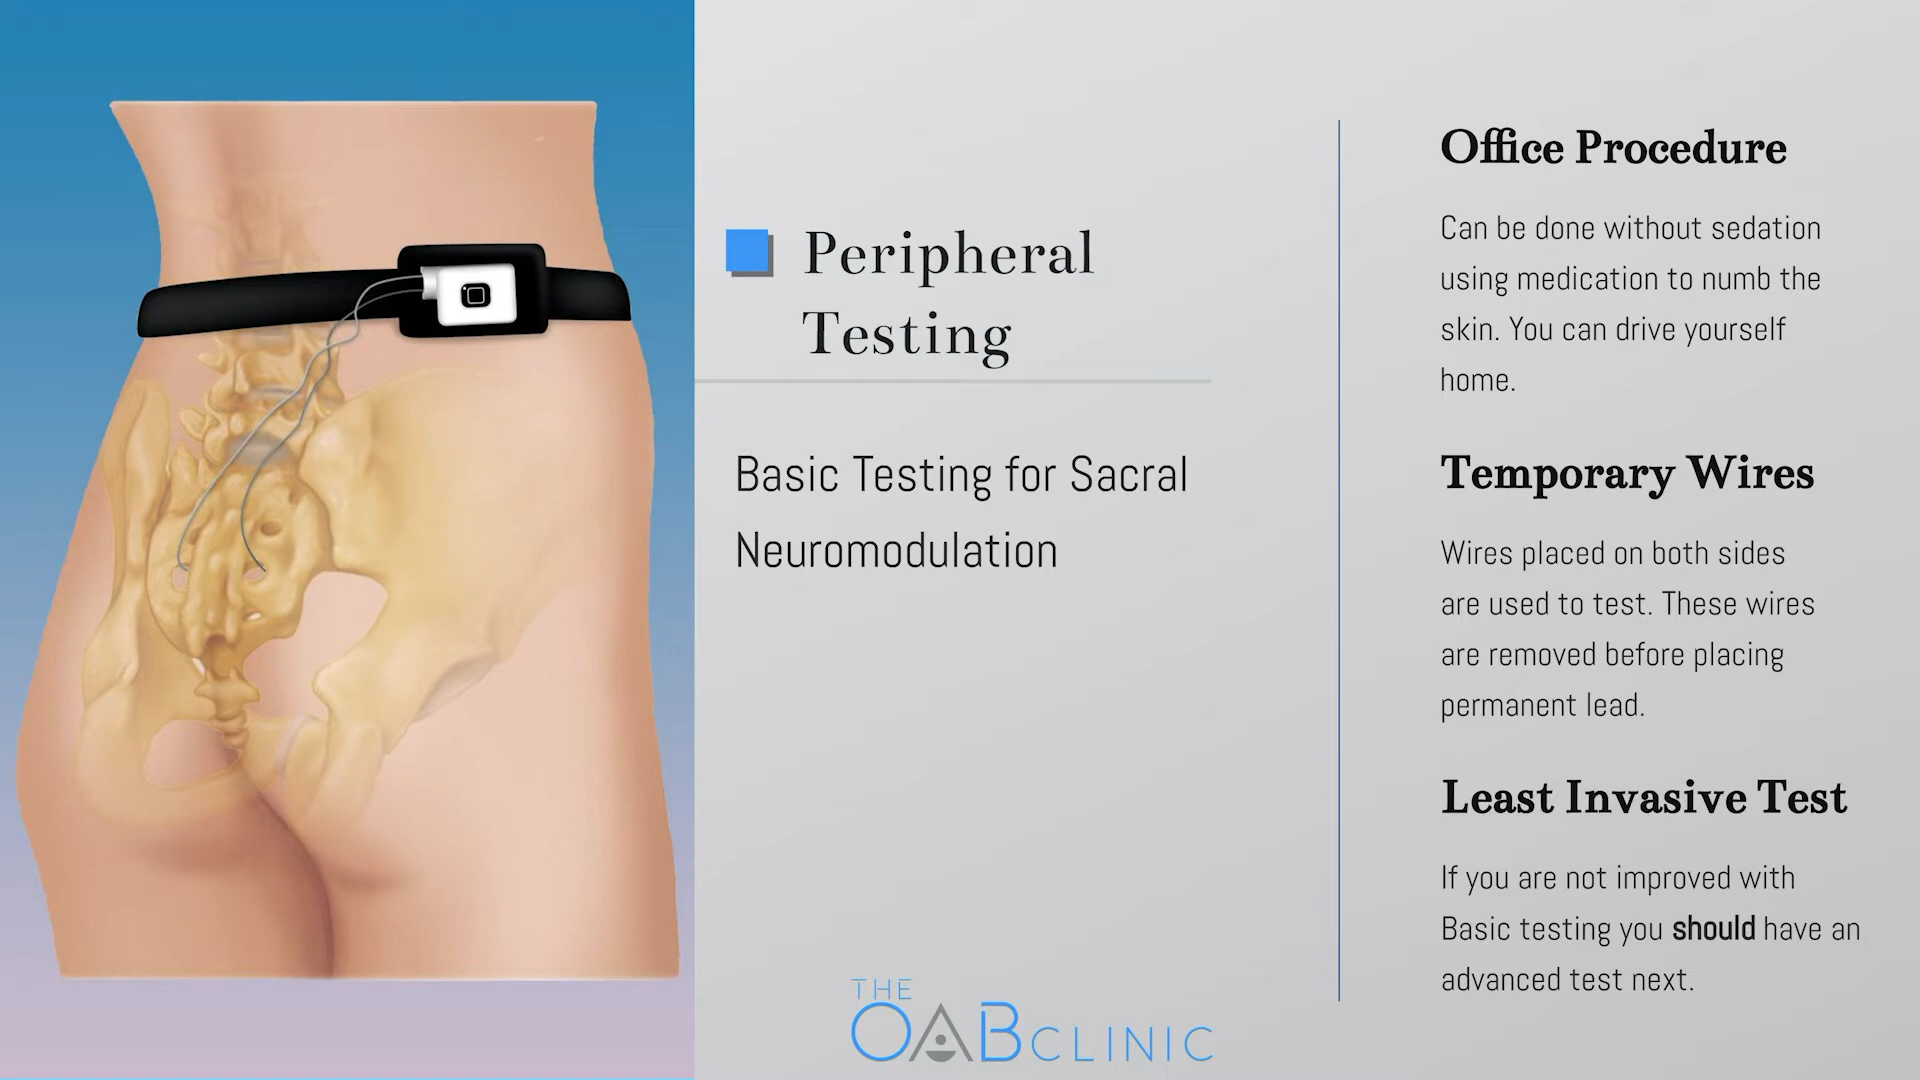 Peripheral
Testing
Basic Testing for Sacral
Neuromodulation
Office Procedure
Can be done without sedation
using medication to numb the
skin. You can drive yourself
home.
Temporary Wires
Wires placed on both sides
are used to test. These wires
are removed before placing
permanent lead.
Least Invasive Test
If you are not improved with
Basic testing you should have an
advanced test next.
THE
OAB CLINIC